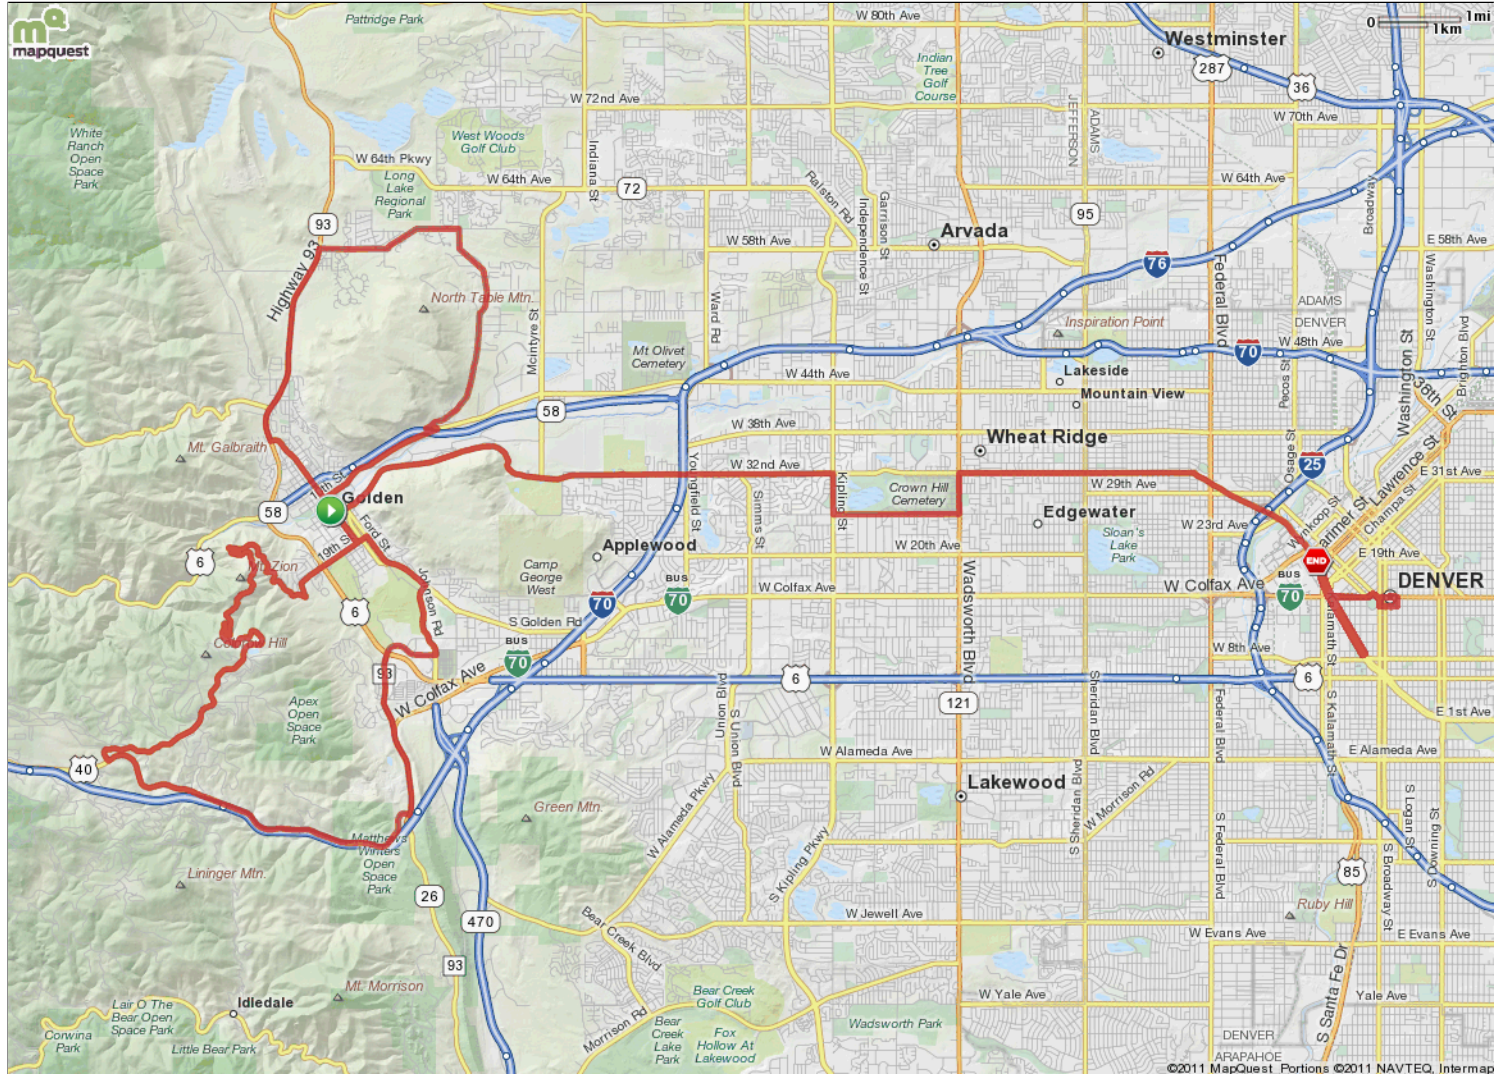 mapquest
Pattridge Park
W 80th Ave
0 1mi
1km
Westminster
287
36
Indian
Tree
Golf
Course
W 72nd Ave
W 70th Ave
JEFFERSON
ADAMS
White
Ranch
Open
Space
Park
West Woods
Golf Club
W 64th Pkwy
Long
Lake
Regional
Park
W 64th Ave
Indiana St
72
Ralston Rd
Independence St
Garrison St
W 64th Ave
95
Broadway
93
Highway 93
W 58th Ave
Arvada
E 58th Ave
76
Federal Blvd
Washington St
North Table Mtn.
McIntyre St
Ward Rd
ADAMS
DENVER
Inspiration Point
W 48th Ave
70
Mt Olivet
Cemetery
W 44th Ave
Lakeside
Mountain View
Pecos St
Washington St
Brighton Blvd
38th St
58
W 38th Ave
Wheat Ridge
Mt. Galbraith
Osage St
25
Lawrence St
W 32nd Ave
Youngfield St
Simms St
Kipling St
Crown Hill
Cemetery
W 29th Ave
E 31st Ave
Champa St
Golden
58
Ford St
19th St
Edgewater
W 23rd Ave
Wynkoop St
Larimer St
Applewood
W 20th Ave
Sloan's
Lake
Park
E 19th Ave
END
6
Mt. Zion
Camp
George
West
BUS
70
W Colfax Ave
W Colfax Ave
BUS
70
DENVER
6
Johnson Rd
S Golden Rd
70
Wadsworth Blvd
BUS
70
W 8th Ave
93
W Colfax Ave
6
6
Apex
Open
Space
Park
121
Union Blvd
S Union Blvd
Sheridan Blvd
Federal Blvd
S Kalamath St
E 1st Ave
40
W Alameda Ave
E Alameda Ave
Lakewood
Green Mtn.
W Alameda Pkwy
S Sheridan Blvd
W Morrison Rd
S Federal Blvd
S Logan St
S Downing St
Matthews
Winters
Open
Space
Park
Lininger Mtn.
S Kipling Pkwy
85
26
470
W Jewell Ave
Ruby Hill
S Broadway St
Bear Creek Blvd
W Evans Ave
E Evans Ave
93
Mt. Morrison
S Santa Fe Dr
Idledale
Lair O The
Bear Open
Space Park
Bear Creek
Golf Club
W Yale Ave
Yale Ave
Corwina
Park
Little Bear Park
Morrison Rd
Bear
Creek
Lake
Park
Fox
Hollow At
Lakewood
Wadsworth Park
DENVER
ARAPAHOE
©2011 MapQuest Portions ©2011 NAVTEQ, Intermap